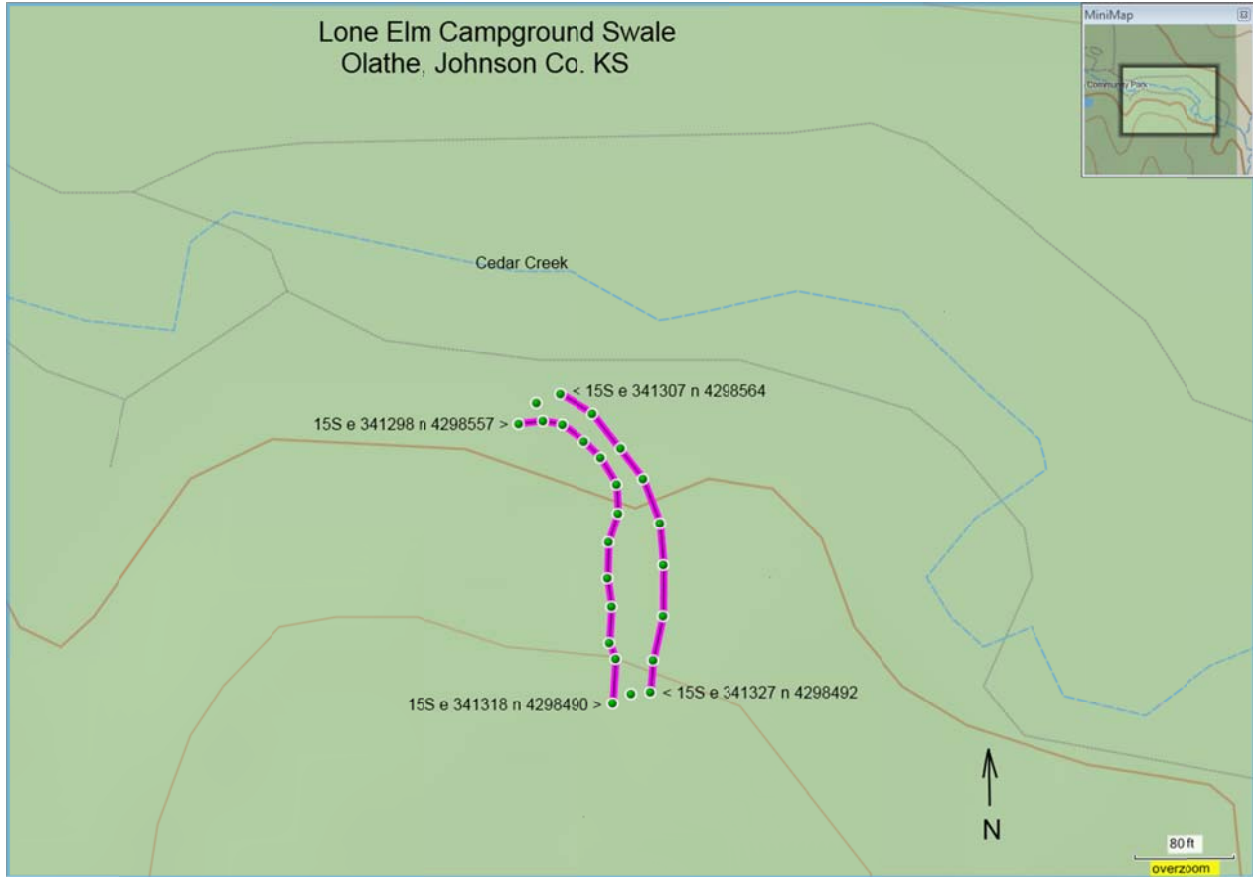 Lone Elm Campground Swale
Olathe, Johnson Co. KS
MiniMap
Community Park
Cedar Creek
< 15S e 341307 n 4298564
15S e 341298 n 4298557 >
15S e 341318 n 4298490 >
< 15S e 341327 n 4298492
N
80 ft
overzoom